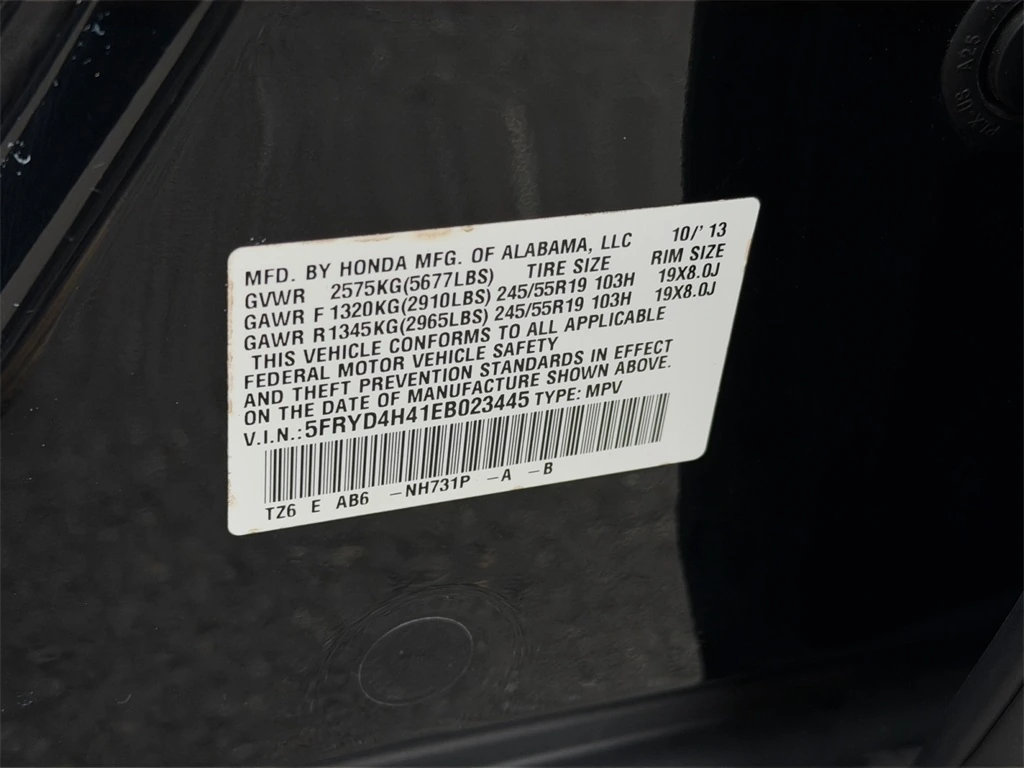 MFD. BY HONDA MFG. OF ALABAMA, LLC 10/' 13
GVWR 2575KG(5677LBS) TIRE SIZE RIM SIZE
GAWR F 1320KG(2910LBS) 245/55R19 103H 19X8.0J
GAWR R1345KG(2965LBS) 245/55R19 103H 19X8.0J
THIS VEHICLE CONFORMS TO ALL APPLICABLE
FEDERAL MOTOR VEHICLE SAFETY
AND THEFT PREVENTION STANDARDS IN EFFECT
ON THE DATE OF MANUFACTURE SHOWN ABOVE.
V.I.N.:5FRYD4H41EB023445 TYPE: MPV
TZ6 E AB6 -NH731P -A -B
A25